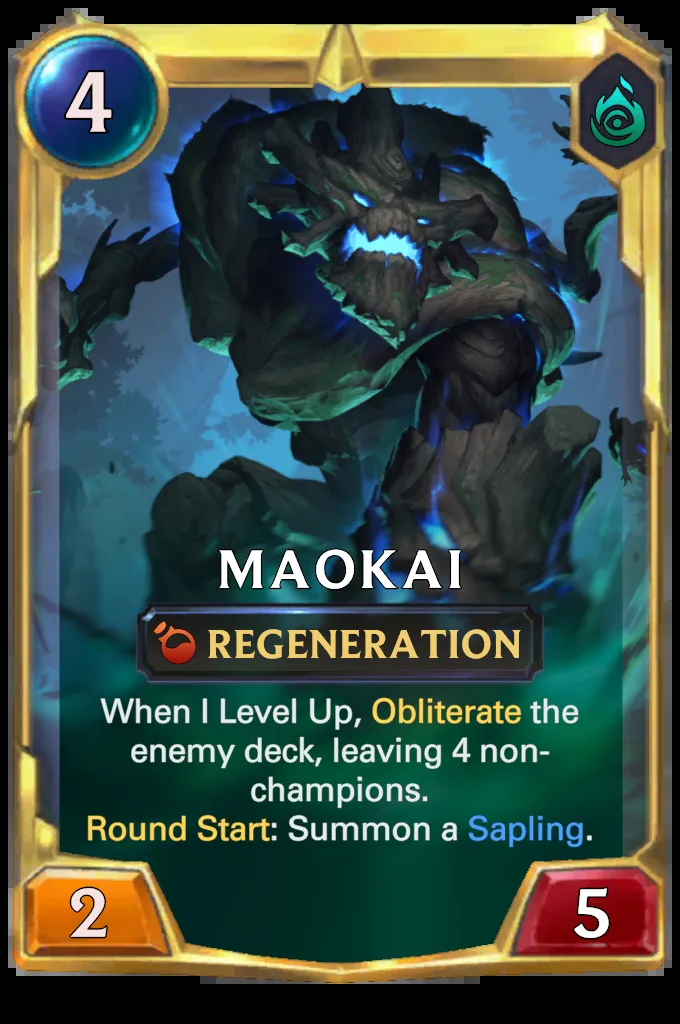 4
MAOKAI
REGENERATION
When I Level Up, Obliterate the
enemy deck, leaving 4 non-
champions.
Round Start: Summon a Sapling.
2
5